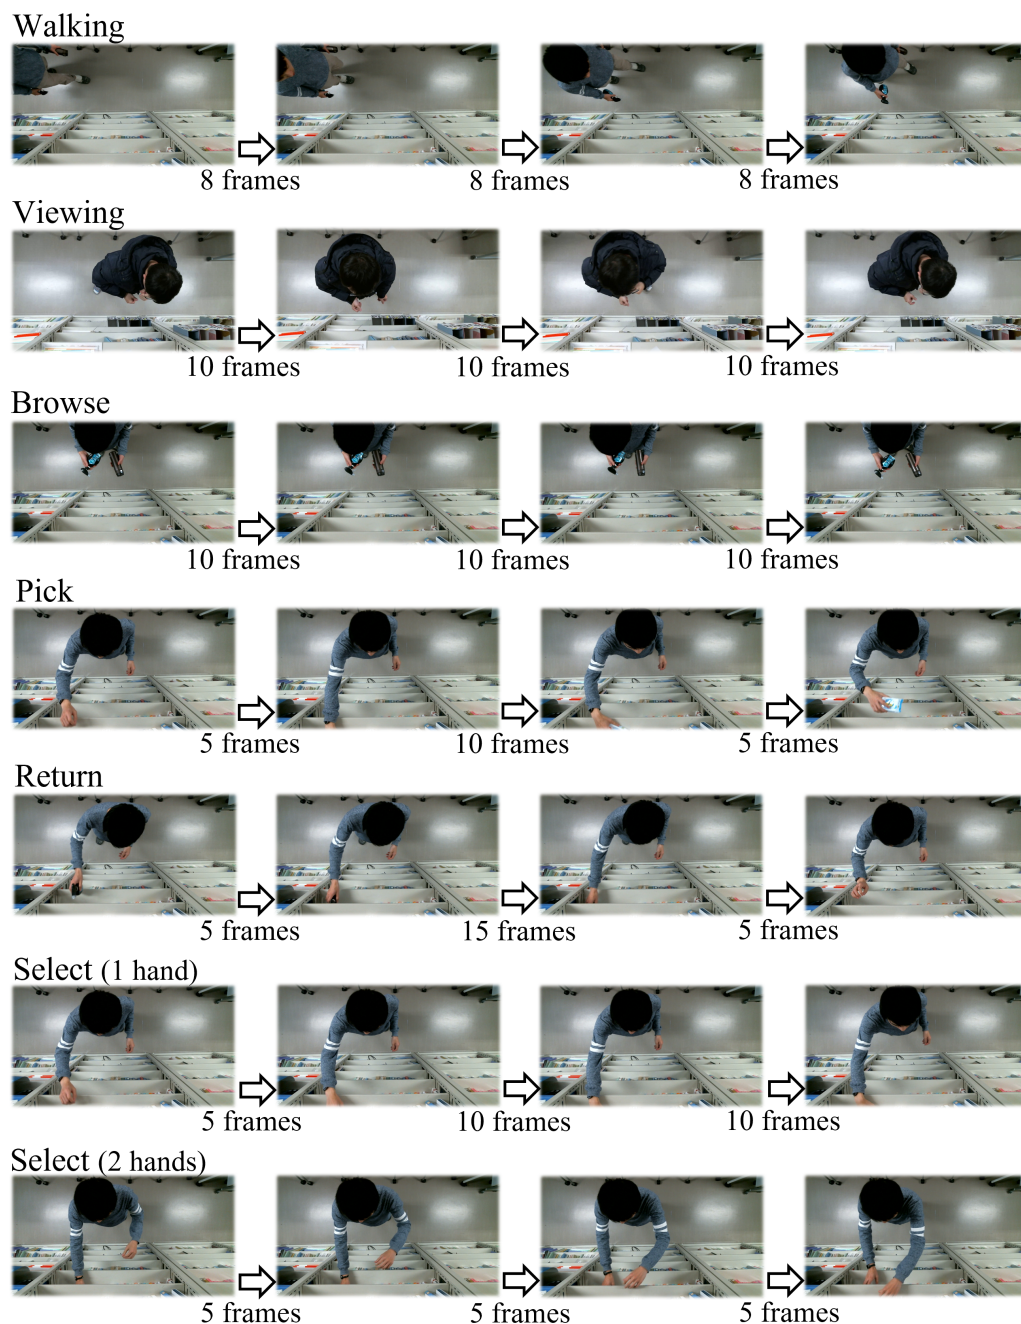 Walking
8 frames 8 frames 8 frames
Viewing
10 frames 10 frames 10 frames
Browse
10 frames 10 frames 10 frames
Pick
5 frames 10 frames 5 frames
Return
5 frames 15 frames 5 frames
Select (1 hand)
5 frames 10 frames 10 frames
Select (2 hands)
5 frames 5 frames 5 frames